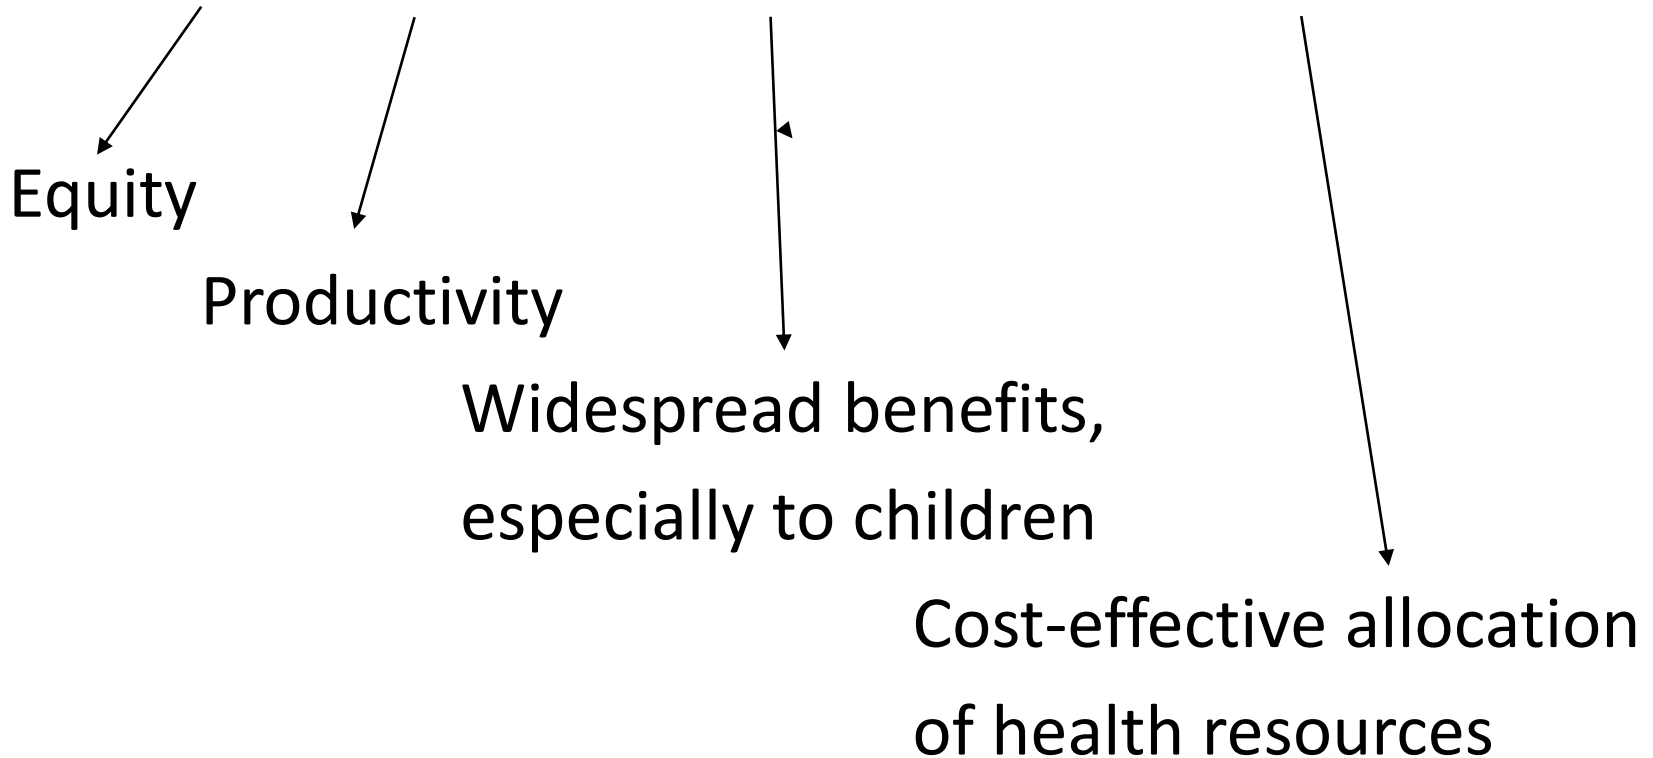 Equity
Productivity
Widespread benefits,
especially to children
Cost-effective allocation
of health resources